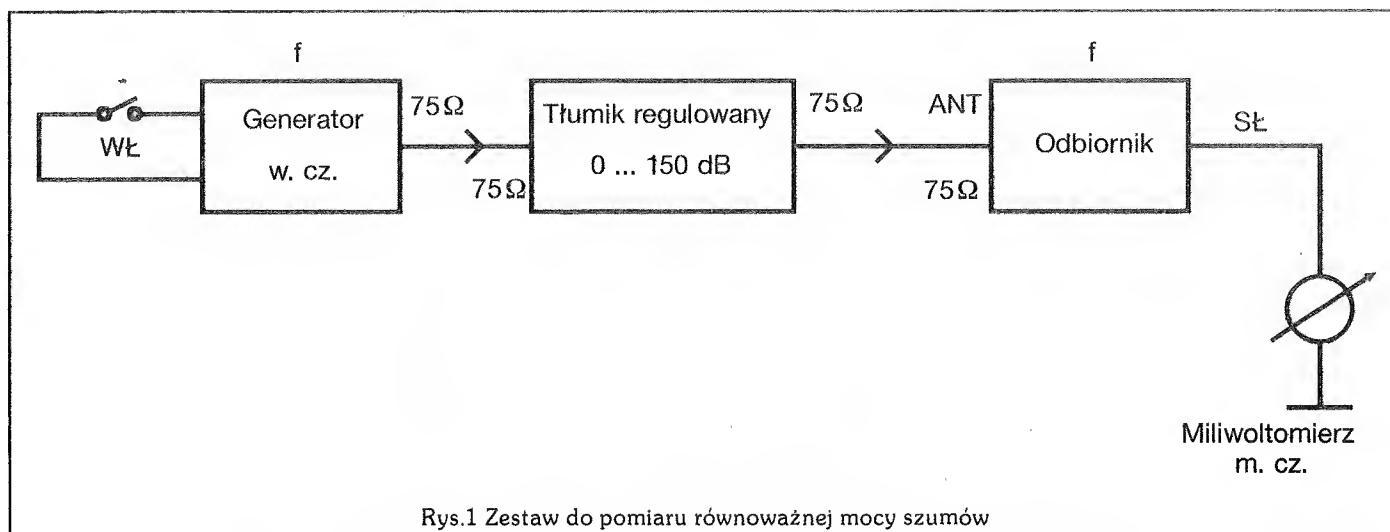 f
WŁ
Generator
w. cz.
75Ω
75Ω
Tłumik regulowany
0 ... 150 dB
75Ω
ANT
75Ω
f
Odbiornik
SŁ
Miliwoltomierz
m. cz.
Rys.1 Zestaw do pomiaru równoważnej mocy szumów